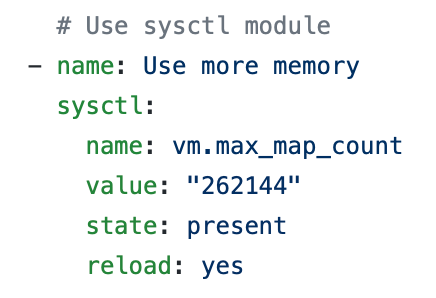 # Use sysctl module
- name: Use more memory
sysctl:
name: vm.max_map_count
value: "262144"
state: present
reload: yes